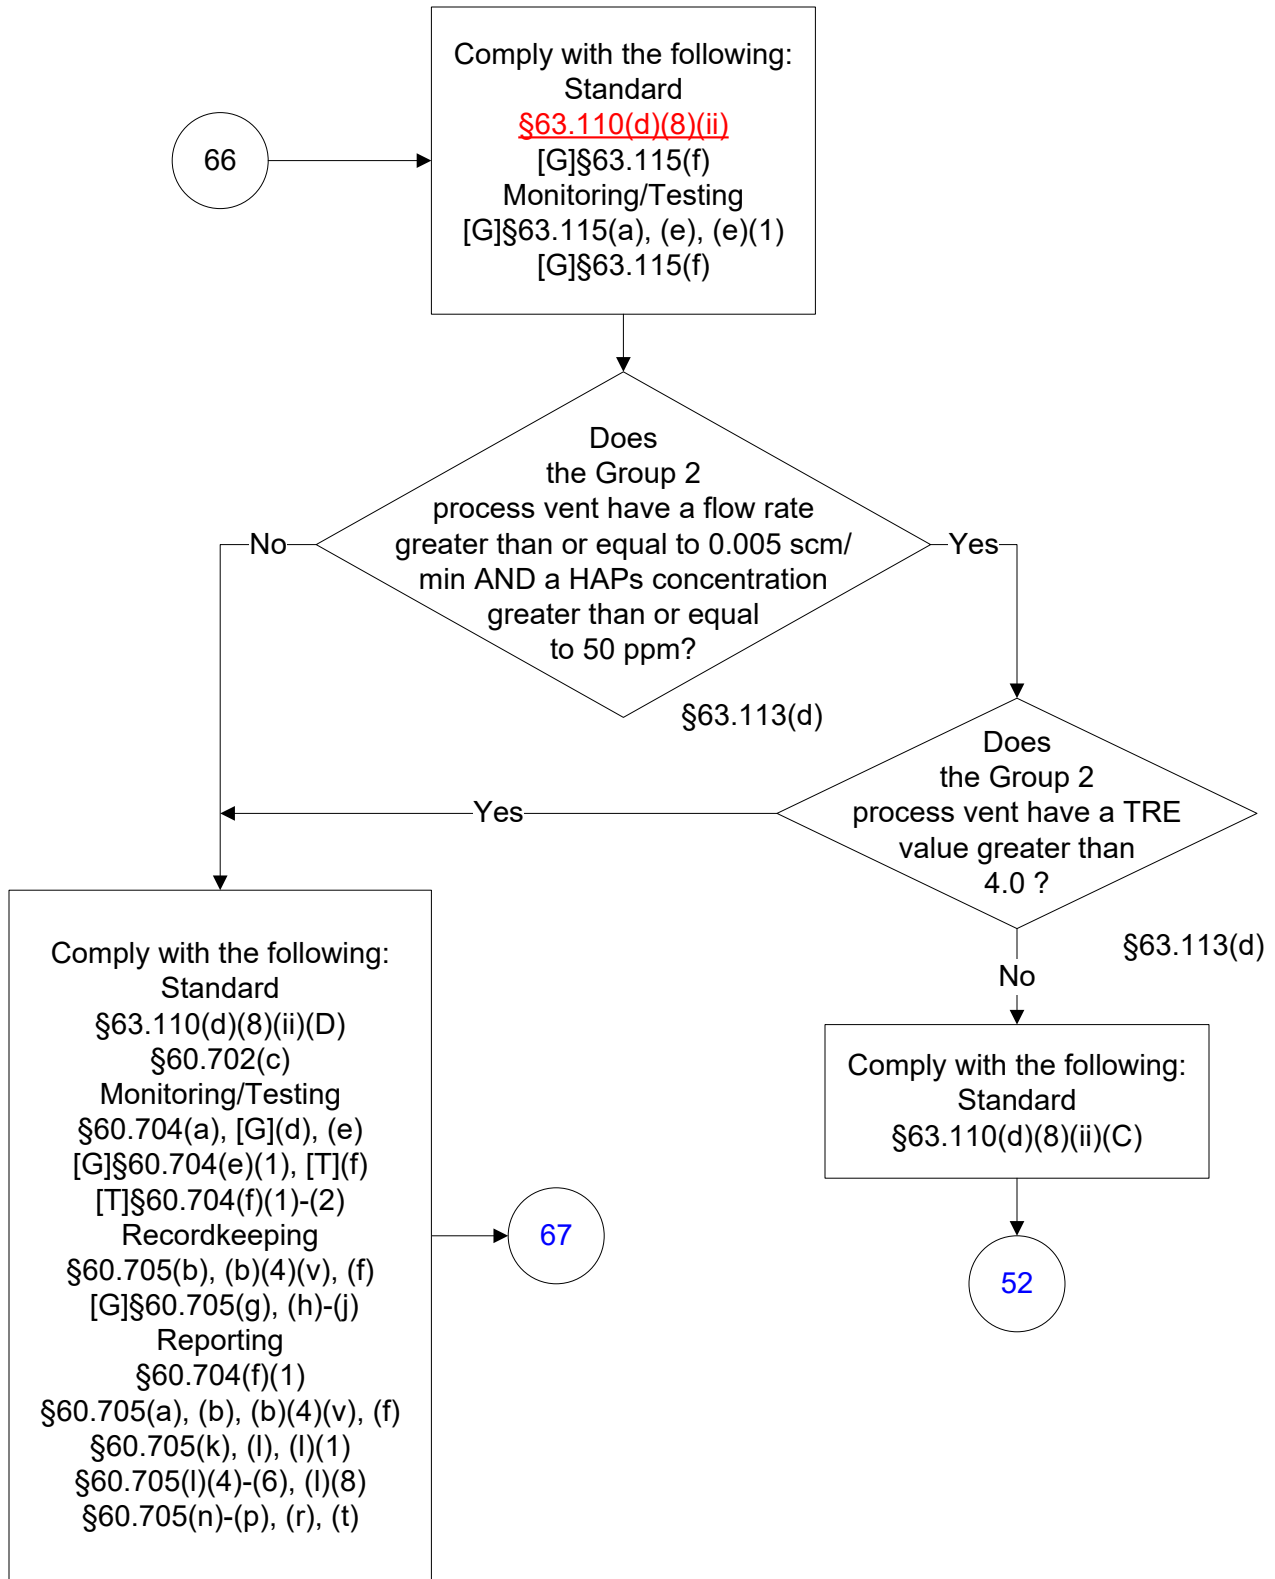 Comply with the following:
Standard
§63.110(d)(8)(ii)
[G]§63.115(f)
Monitoring/Testing
[G]§63.115(a), (e), (e)(1)
[G]§63.115(f)
66
Does
the Group 2
process vent have a flow rate
greater than or equal to 0.005 scm/
min AND a HAPs concentration
greater than or equal
to 50 ppm?
No
Yes
§63.113(d)
Does
the Group 2
process vent have a TRE
value greater than
4.0 ?
Yes
§63.113(d)
No
Comply with the following:
Standard
§63.110(d)(8)(ii)(D)
§60.702(c)
Monitoring/Testing
§60.704(a), [G](d), (e)
[G]§60.704(e)(1), [T](f)
[T]§60.704(f)(1)-(2)
Recordkeeping
§60.705(b), (b)(4)(v), (f)
[G]§60.705(g), (h)-(j)
Reporting
§60.704(f)(1)
§60.705(a), (b), (b)(4)(v), (f)
§60.705(k), (l), (l)(1)
§60.705(l)(4)-(6), (l)(8)
§60.705(n)-(p), (r), (t)
67
Comply with the following:
Standard
§63.110(d)(8)(ii)(C)
52